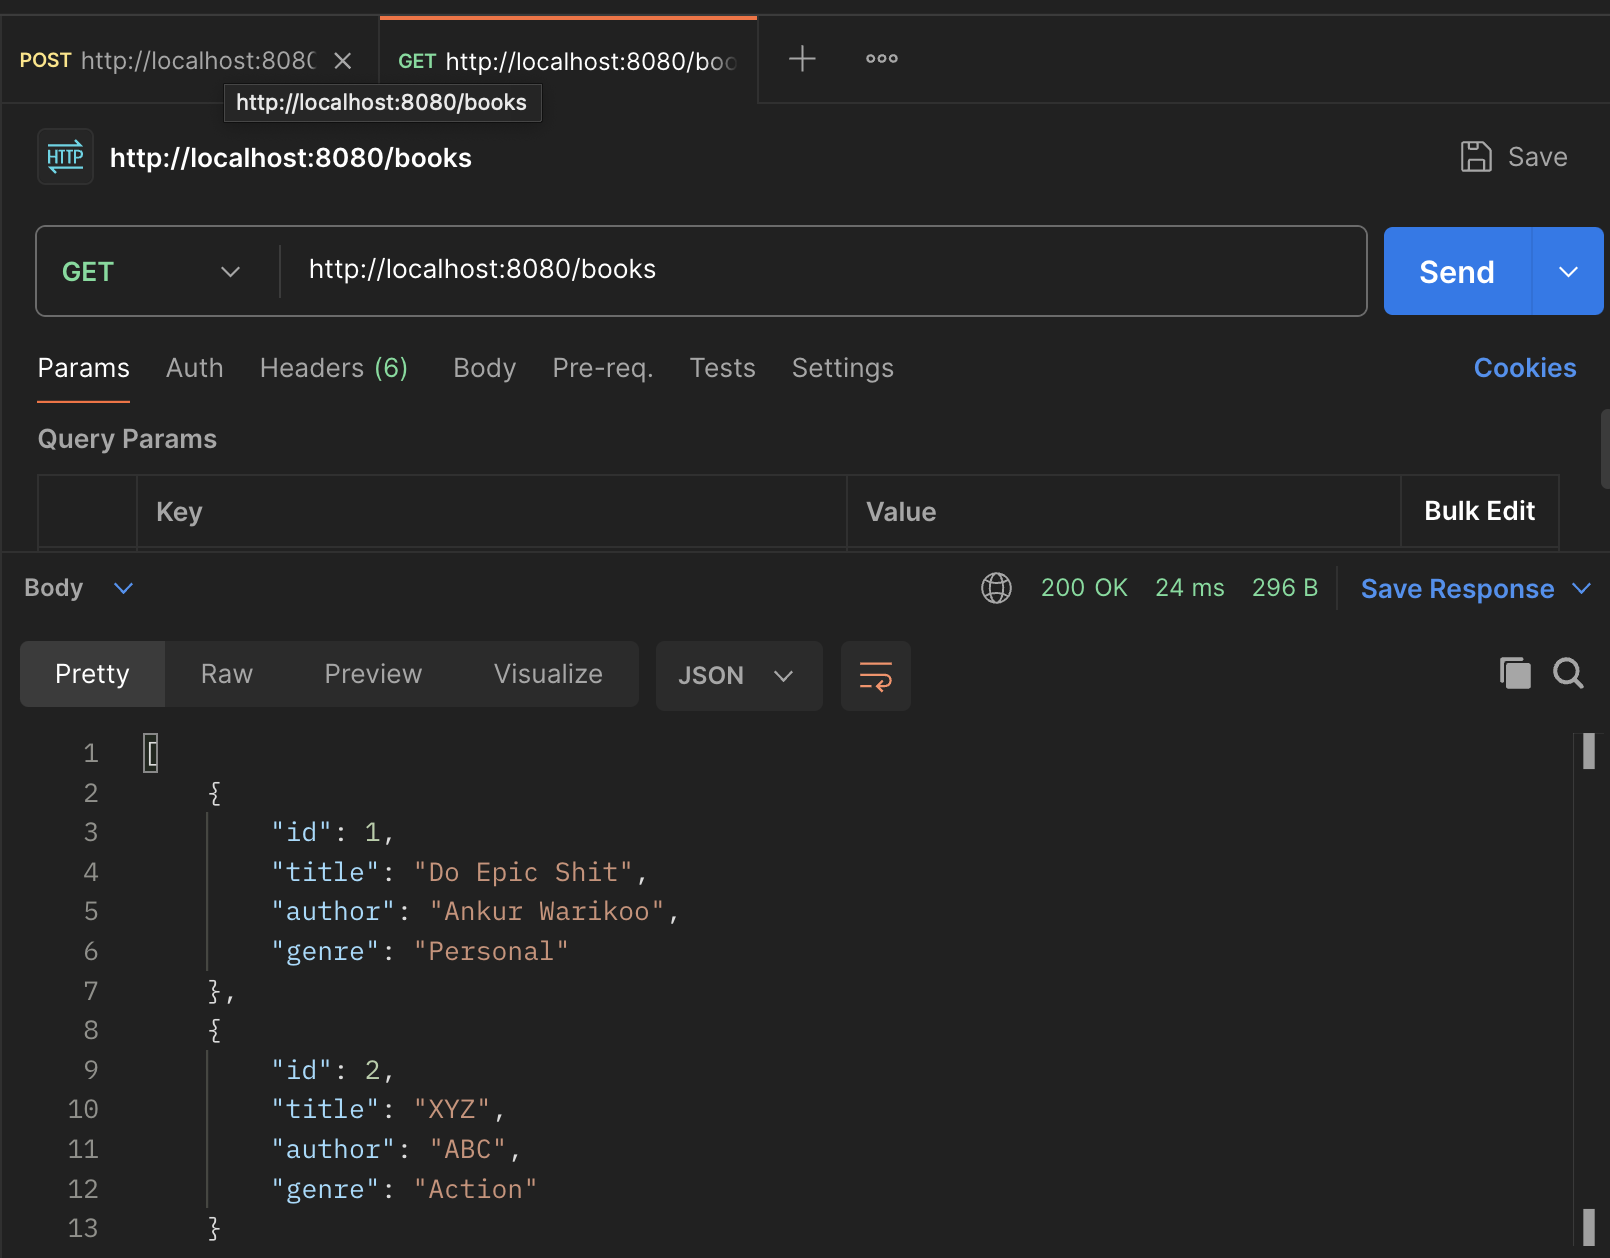 POST http://localhost:8080
GET http://localhost:8080/boo
http://localhost:8080/books
HTTP http://localhost:8080/books
Save
GET http://localhost:8080/books
Send
Params Auth Headers (6) Body Pre-req. Tests Settings Cookies
Query Params
Key Value Bulk Edit
Body 200 OK 24 ms 296 B Save Response
Pretty Raw Preview Visualize JSON
1 [
2 {
3 "id": 1,
4 "title": "Do Epic Shit",
5 "author": "Ankur Warikoo",
6 "genre": "Personal"
7 },
8 {
9 "id": 2,
10 "title": "XYZ",
11 "author": "ABC",
12 "genre": "Action"
13 }